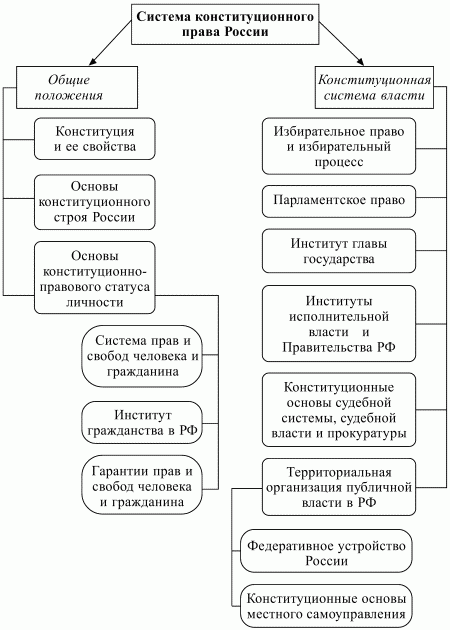 Система конституционного
права России
Общие
положения
Конституция
и ее свойства
Основы
конституционного
строя России
Основы
конституционно-
правового статуса
личности
Система прав и
свобод человека и
гражданина
Институт
гражданства в РФ
Гарантии прав и
свобод человека
и гражданина
Конституционная
система власти
Избирательное право
и избирательный
процесс
Парламентское право
Институт главы
государства
Институты
исполнительной
власти и
Правительства РФ
Конституционные
основы судебной
системы, судебной
власти и прокуратуры
Территориальная
организация публичной
власти в РФ
Федеративное устройство
России
Конституционные основы
местного самоуправления